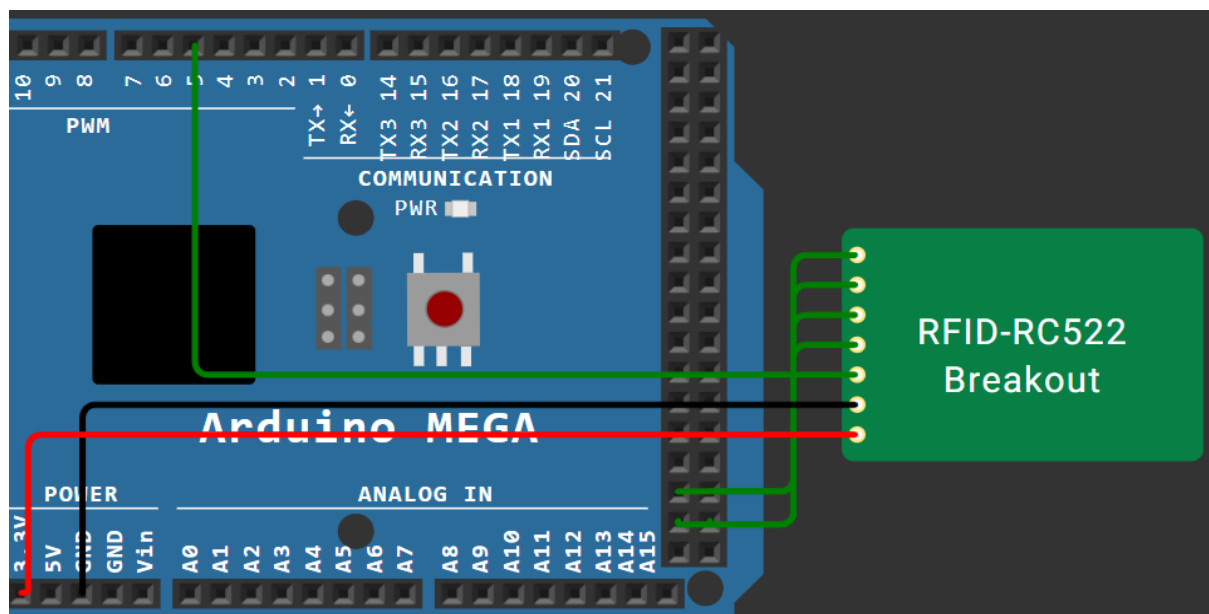 10 9 8 7 6 5 4 3 2 1 0 14 15 16 17 18 19 20 21
TX→ RX← TX3 RX3 TX2 RX2 TX1 RX1 SDA SCL
PWM
COMMUNICATION
PWR
RFID-RC522
Breakout
Arduino MEGA
POWER
ANALOG IN
3.3V 5V GND GND Vin A0 A1 A2 A3 A4 A5 A6 A7 A8 A9 A10 A11 A12 A13 A14 A15